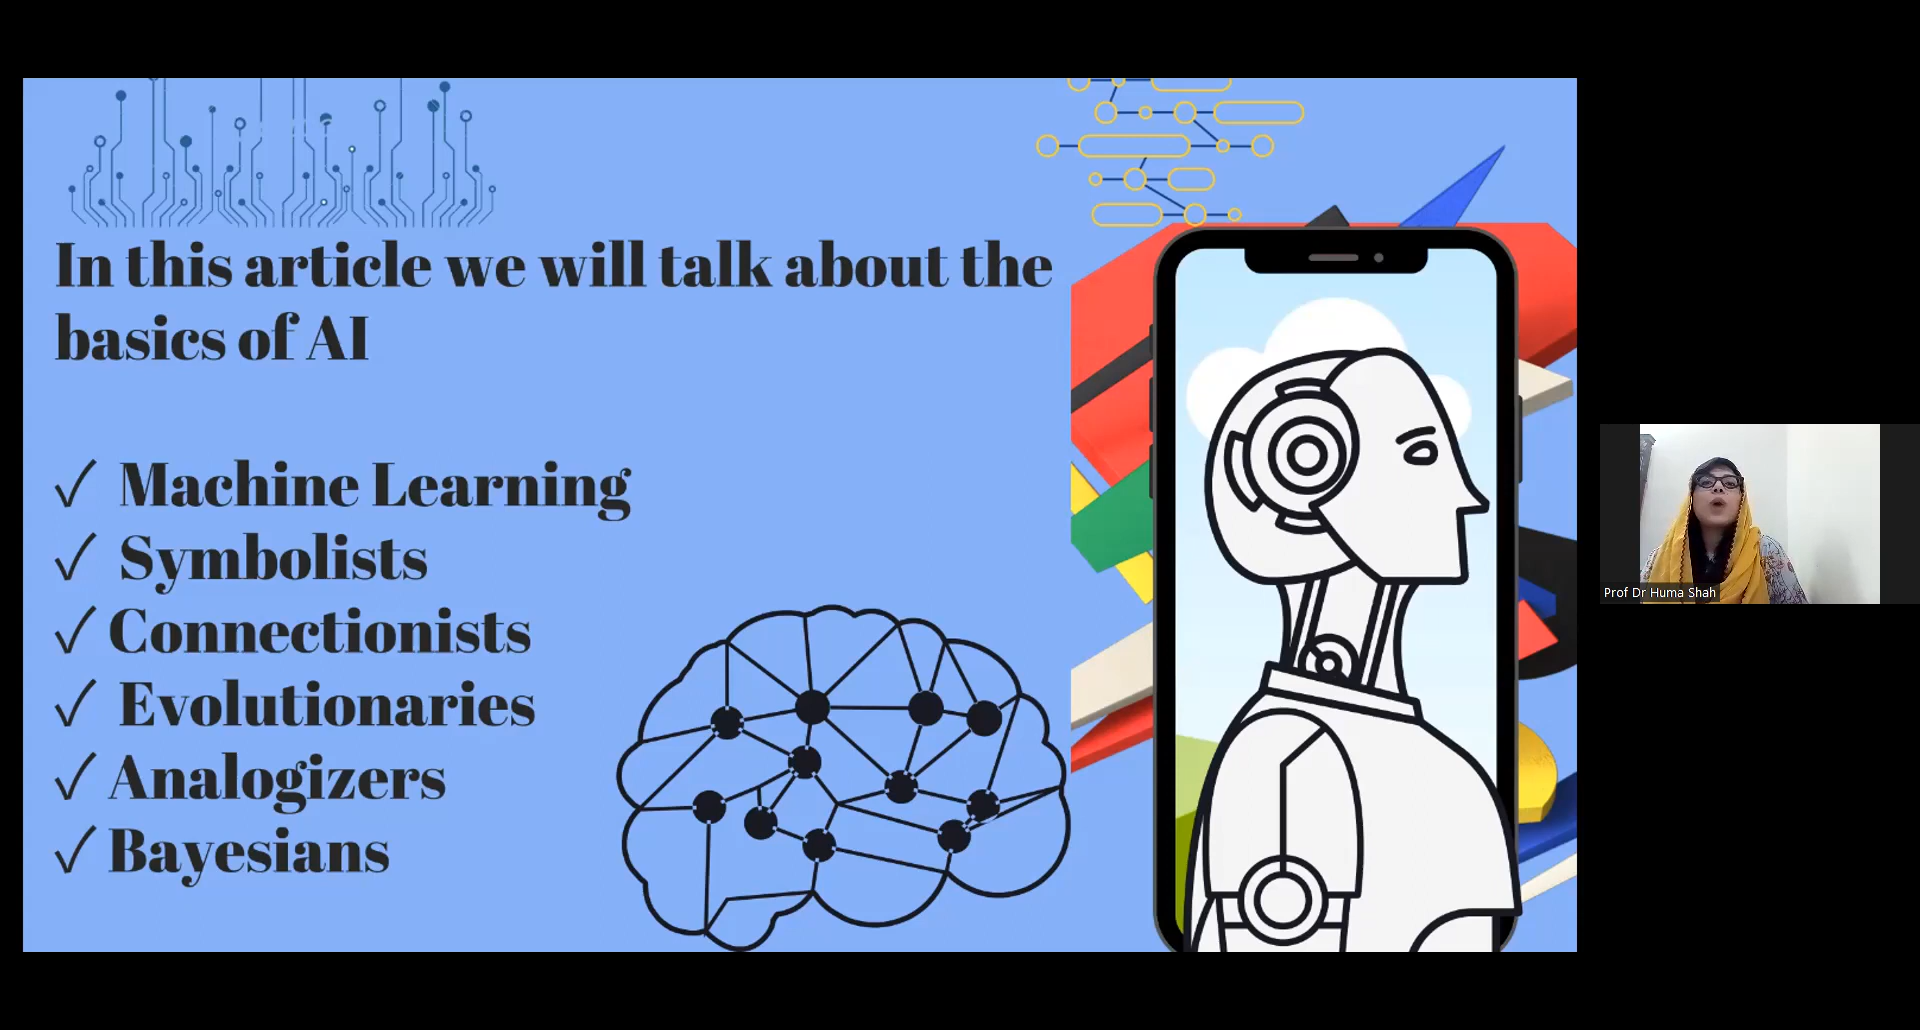 In this article we will talk about the
basics of AI
✓ Machine Learning
✓ Symbolists
✓ Connectionists
✓ Evolutionaries
✓ Analogizers
✓ Bayesians
Prof Dr Huma Shah